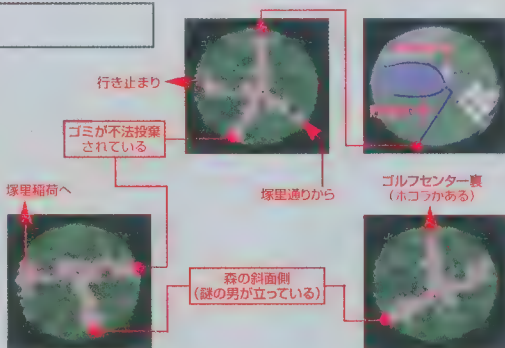 行き止まり
ゴミが不法投棄
されている
塚里通りから
塚里稲荷へ
ゴルフセンター裏
(ホコラがある)
森の斜面側
(謎の男が立っている)